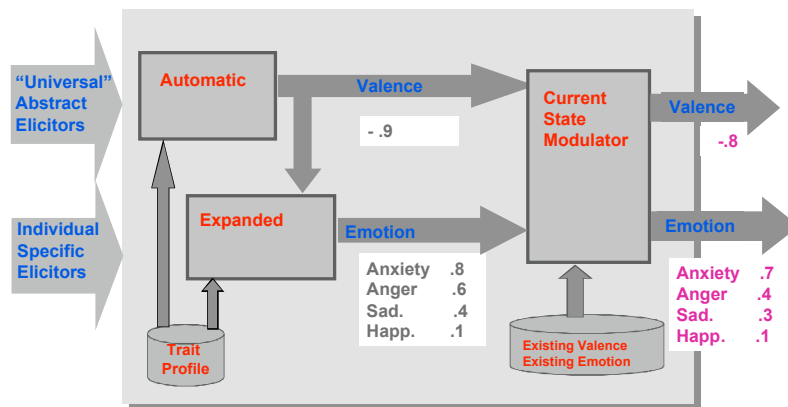 “Universal”
Abstract
Elicitors
Automatic
Valence
- .9
Current
State
Modulator
Valence
-.8
Individual
Specific
Elicitors
Expanded
Emotion
Anxiety .8
Anger .6
Sad. .4
Happ. .1
Emotion
Anxiety .7
Anger .4
Sad. .3
Happ. .1
Trait
Profile
Existing Valence
Existing Emotion